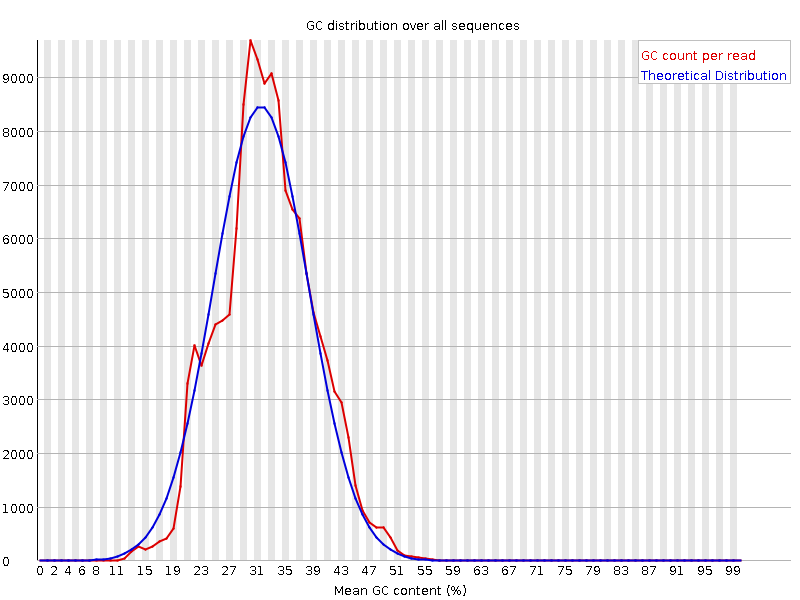 GC distribution over all sequences
GC count per read
Theoretical Distribution
9000
8000
7000
6000
5000
4000
3000
2000
1000
0
0 2 4 6 8 11 15 19 23 27 31 35 39 43 47 51 55 59 63 67 71 75 79 83 87 91 95 99
Mean GC content (%)